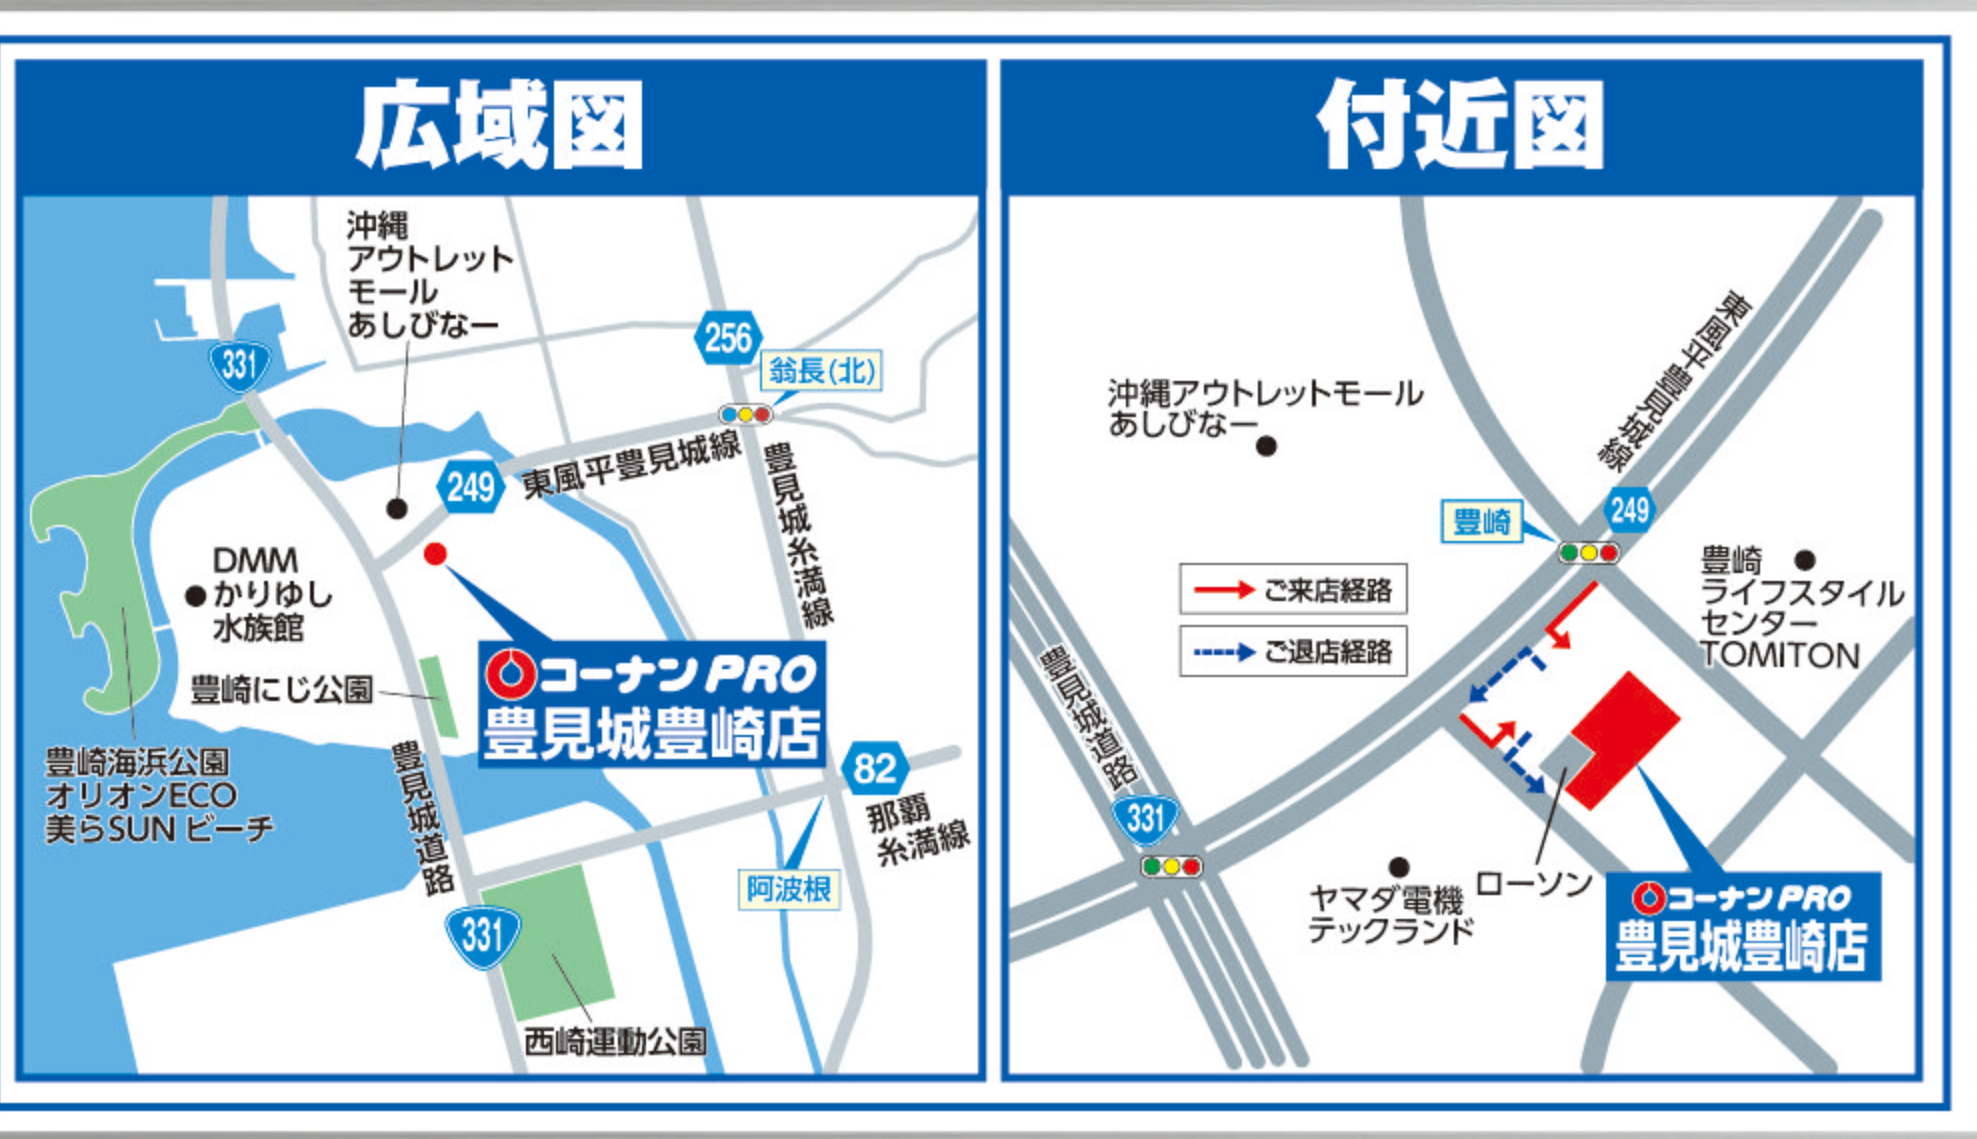 広域図
沖縄
アウトレット
モール
あしびなー
331
256
翁長(北)
249
東風平豊見城線
豊見城糸満線
DMM
かりゆし
水族館
豊崎にじ公園
コーナン PRO
豊見城豊崎店
豊崎海浜公園
オリオンECO
美らSUN ビーチ
豊見城道路
82
那覇
糸満線
阿波根
331
西崎運動公園
付近図
東風平豊見城線
沖縄アウトレットモール
あしびなー
豊崎
249
ご来店経路
ご退店経路
豊崎
ライフスタイル
センター
TOMITON
豊見城道路
331
ヤマダ電機
テックランド
ローソン
コーナン PRO
豊見城豊崎店